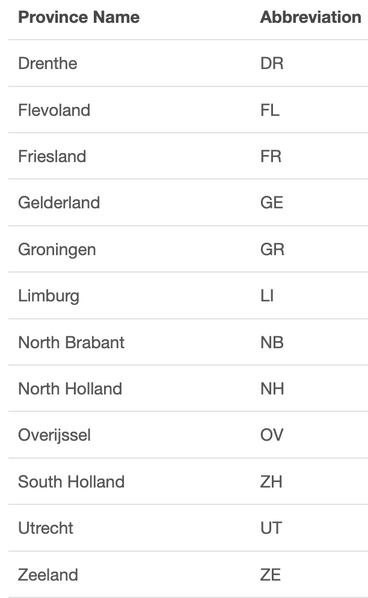 Province Name Abbreviation
Drenthe DR
Flevoland FL
Friesland FR
Gelderland GE
Groningen GR
Limburg LI
North Brabant NB
North Holland NH
Overijssel OV
South Holland ZH
Utrecht UT
Zeeland ZE